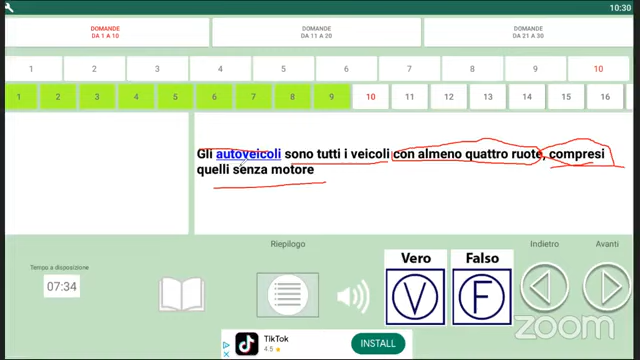 10:30
DOMANDE
DA 1 A 10
DOMANDE
DA 11 A 20
DOMANDE
DA 21 A 30
1 2 3 4 5 6 7 8 9 10
1 2 3 4 5 6 7 8 9 10 11 12 13 14 15 16
Gli autoveicoli sono tutti i veicoli con almeno quattro ruote, compresi
quelli senza motore
Riepilogo
Tempo a disposizione
07:34
Vero
V
Falso
F
Indietro
Avanti
TikTok
4.5
INSTALL
zoom